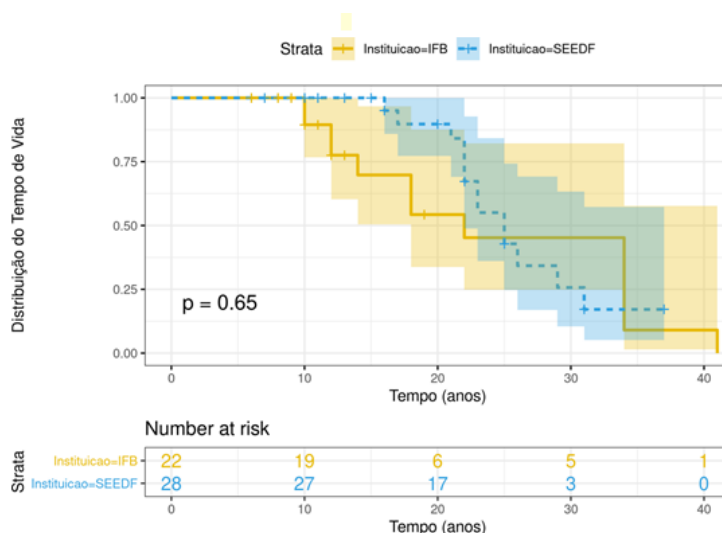 Strata Instituicao=IFB Instituicao=SEEDF
Distribuição do Tempo de Vida
1.00
0.75
0.50
0.25
0.00
p = 0.65
0 10 20 30 40
Tempo (anos)
Number at risk
Strata
Instituicao=IFB 22 19 6 5 1
Instituicao=SEEDF 28 27 17 3 0
0 10 20 30 40
Tempo (anos)